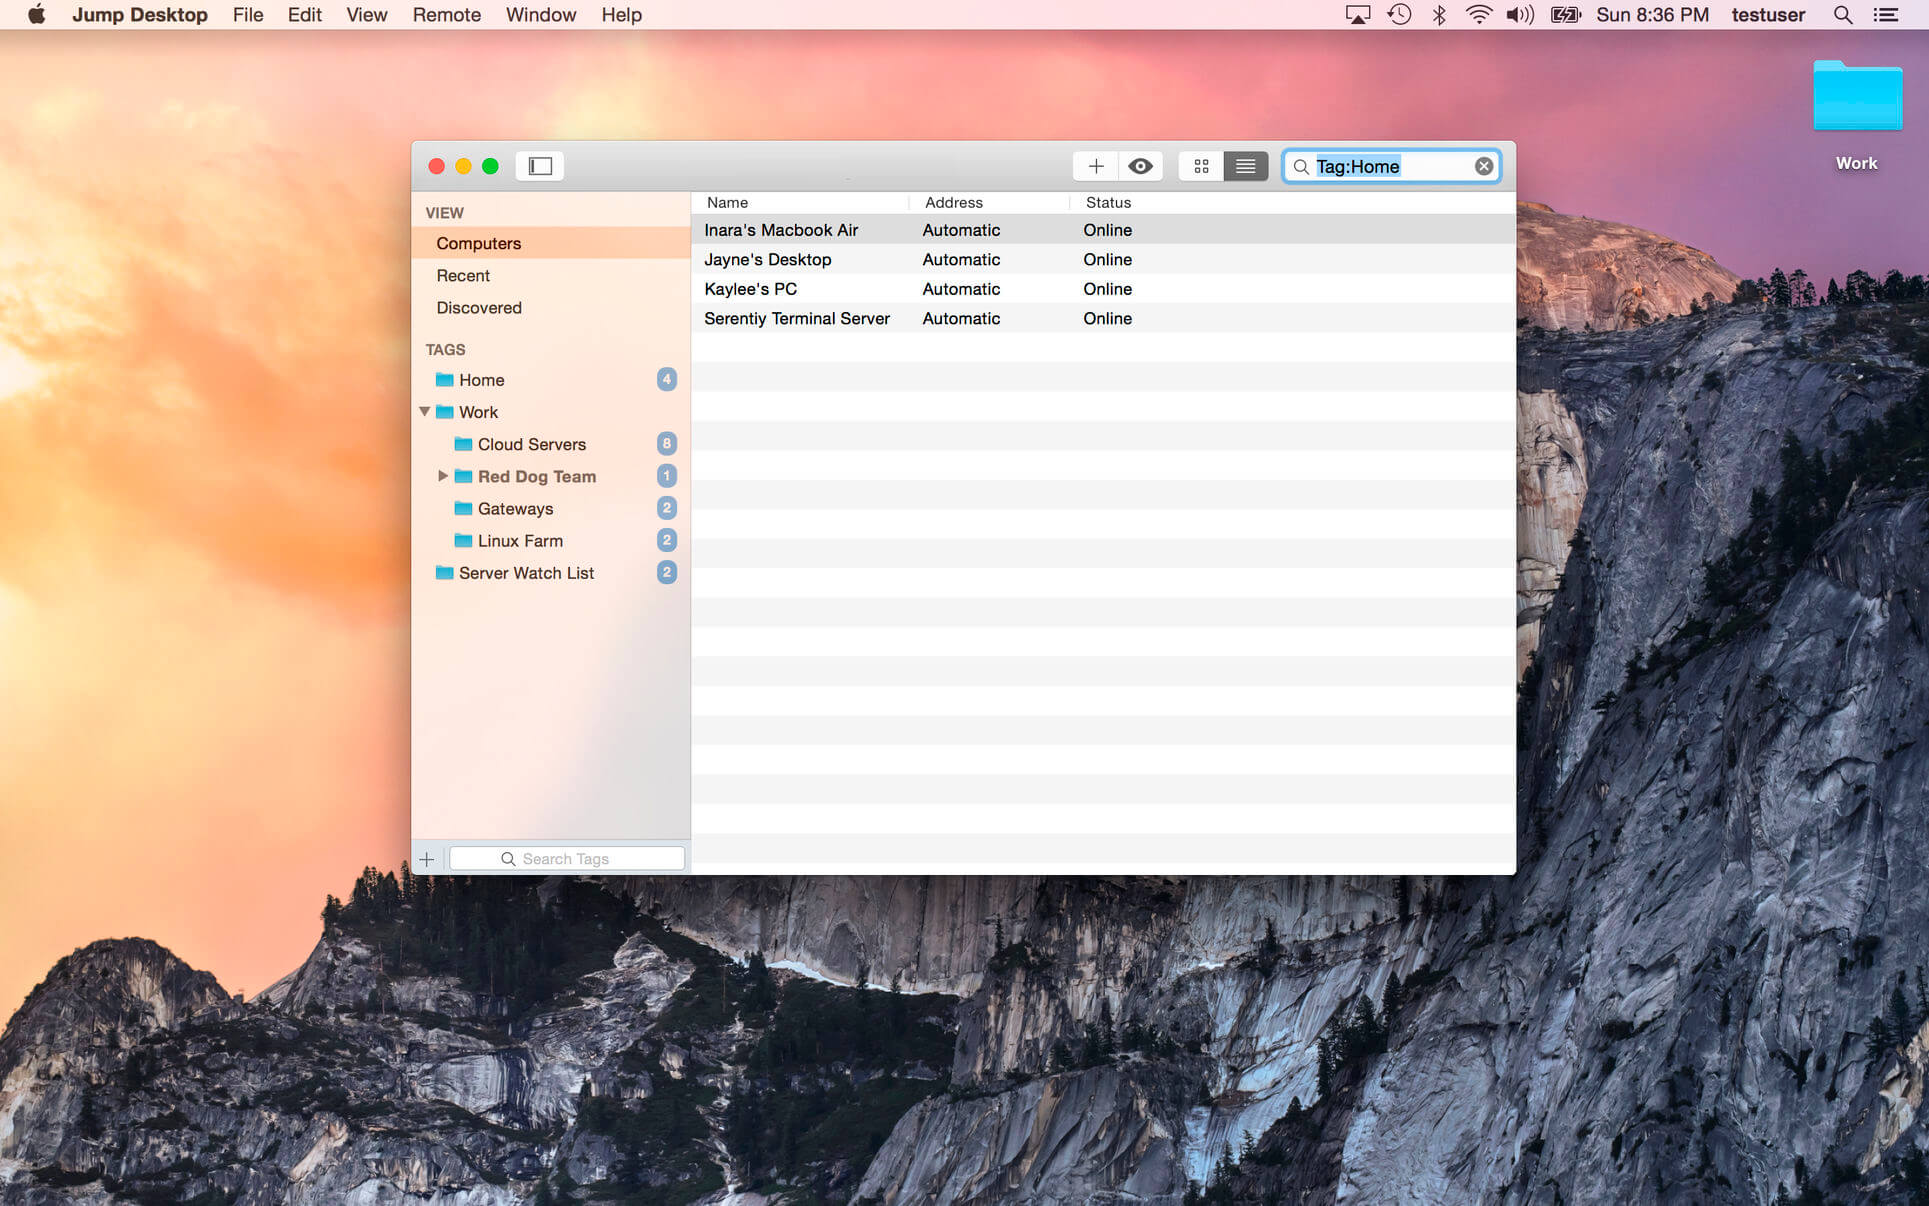 Jump Desktop File Edit View Remote Window Help Sun 8:36 PM testuser
Work
Tag:Home
VIEW
Computers
Recent
Discovered
TAGS
Home 4
Work
Cloud Servers 8
Red Dog Team 1
Gateways 2
Linux Farm 2
Server Watch List 2
Search Tags
Name Address Status
Inara's Macbook Air Automatic Online
Jayne's Desktop Automatic Online
Kaylee's PC Automatic Online
Serentiy Terminal Server Automatic Online